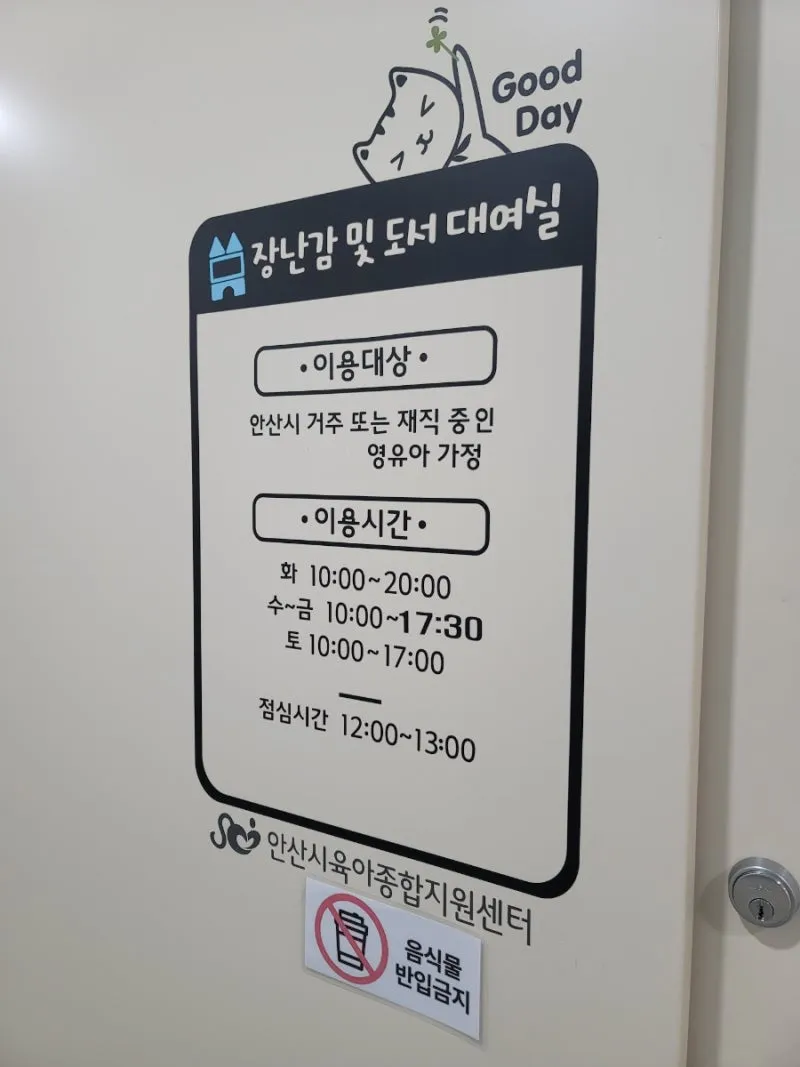 Good
Day
장난감 및 도서 대여실
•이용대상•
안산시 거주 또는 재직 중인
영유아 가정
•이용시간•
화 10:00~20:00
수~금 10:00~17:30
토 10:00~17:00
점심시간 12:00~13:00
안산시육아종합지원센터
음식물
반입금지